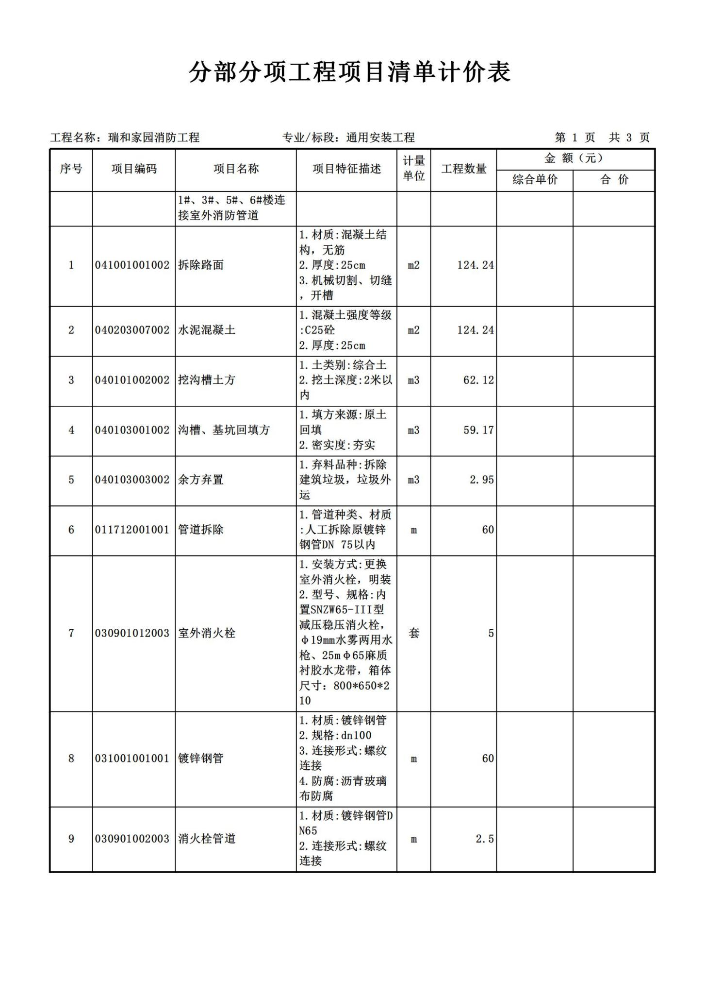 分部分项工程项目清单计价表
工程名称：瑞和家园消防工程 专业/标段：通用安装工程 第 1 页 共 3 页
序号 项目编码 项目名称 项目特征描述 计量 工程数量 金 额（元）
单位 综合单价 合 价
1#、3#、5#、6#楼连
接室外消防管道
1.材质:混凝土结
构，无筋
2.厚度:25cm
1 041001001002 拆除路面 m2 124.24
3.机械切割、切缝
，开槽
1.混凝土强度等级
2 040203007002 水泥混凝土 :C25砼 m2 124.24
2.厚度:25cm
1.土类别:综合土
3 040101002002 挖沟槽土方 2.挖土深度:2米以 m3 62.12
内
1.填方来源:原土
4 040103001002 沟槽、基坑回填方 回填 m3 59.17
2.密实度:夯实
1.弃料品种:拆除
5 040103003002 余方弃置 建筑垃圾，垃圾外 m3 2.95
运
1.管道种类、材质
6 011712001001 管道拆除 :人工拆除原镀锌 m 60
钢管DN 75以内
1.安装方式:更换
室外消火栓，明装
2.型号、规格:内
置SNZW65-III型
减压稳压消火栓，
7 030901012003 室外消火栓 φ19mm水雾两用水 套 5
枪、25mφ65麻质
衬胶水龙带，箱体
尺寸：800*650*2
10
1.材质:镀锌钢管
2.规格:dn100
3.连接形式:螺纹
8 031001001001 镀锌钢管 连接 m 60
4.防腐:沥青玻璃
布防腐
1.材质:镀锌钢管D
N65
9 030901002003 消火栓管道 2.连接形式:螺纹 m 2.5
连接